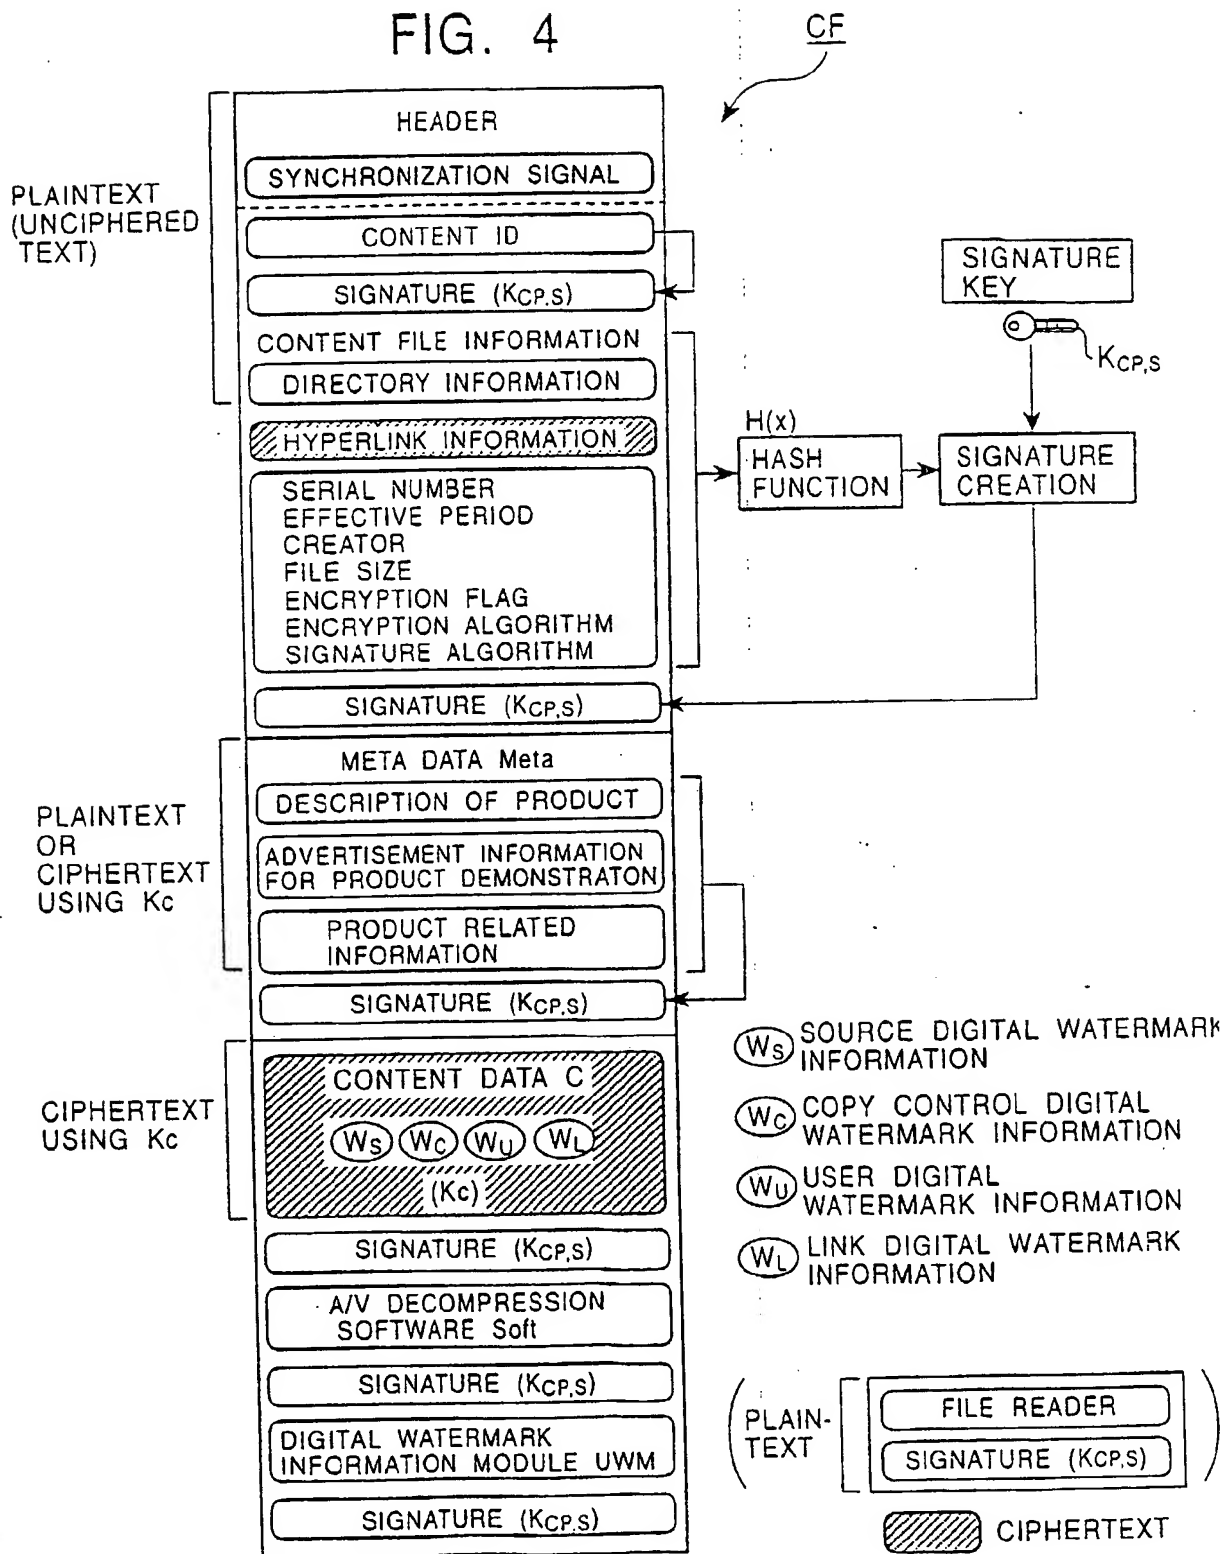 FIG. 4
CF
HEADER
SYNCHRONIZATION SIGNAL
PLAINTEXT
(UNCIPHERED
TEXT)
CONTENT ID
SIGNATURE (KCP,S)
CONTENT FILE INFORMATION
DIRECTORY INFORMATION
HYPERLINK INFORMATION
SERIAL NUMBER
EFFECTIVE PERIOD
CREATOR
FILE SIZE
ENCRYPTION FLAG
ENCRYPTION ALGORITHM
SIGNATURE ALGORITHM
SIGNATURE (KCP,S)
SIGNATURE
KEY
KCP,S
H(x)
HASH
FUNCTION
SIGNATURE
CREATION
META DATA Meta
DESCRIPTION OF PRODUCT
ADVERTISEMENT INFORMATION
FOR PRODUCT DEMONSTRATON
PRODUCT RELATED
INFORMATION
SIGNATURE (KCP,S)
PLAINTEXT
OR
CIPHERTEXT
USING Kc
CIPHERTEXT
USING Kc
CONTENT DATA C
WS WC WU WL
(Kc)
SIGNATURE (KCP,S)
A/V DECOMPRESSION
SOFTWARE Soft
SIGNATURE (KCP,S)
DIGITAL WATERMARK
INFORMATION MODULE UWM
SIGNATURE (KCP,S)
WS SOURCE DIGITAL WATERMARK
INFORMATION
WC COPY CONTROL DIGITAL
WATERMARK INFORMATION
WU USER DIGITAL
WATERMARK INFORMATION
WL LINK DIGITAL WATERMARK
INFORMATION
PLAIN-
TEXT
FILE READER
SIGNATURE (KCP,S)
CIPHERTEXT